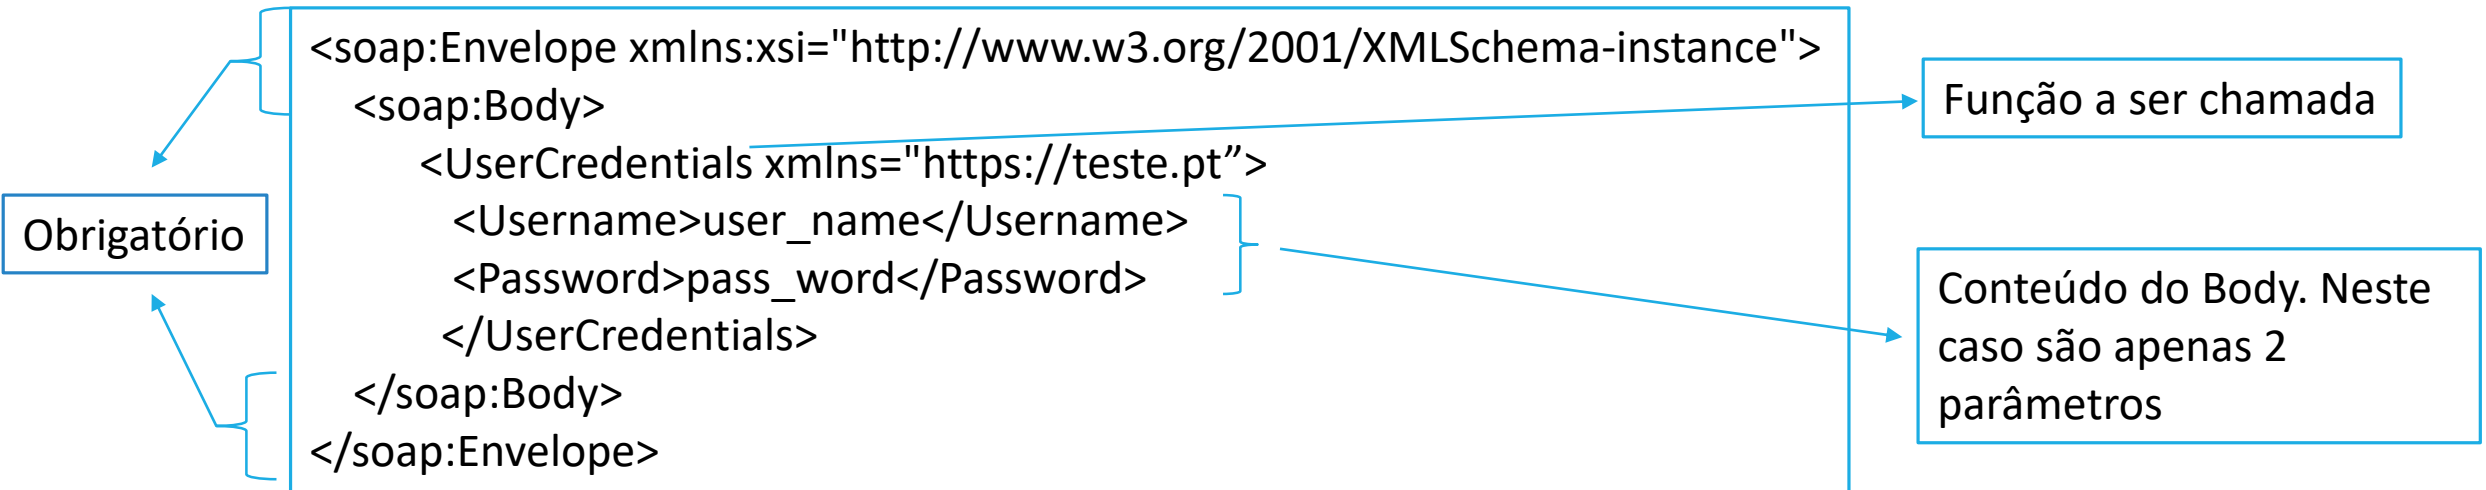 <soap:Envelope xmlns:xsi="http://www.w3.org/2001/XMLSchema-instance">
<soap:Body>
<UserCredentials xmlns="https://teste.pt”>
<Username>user_name</Username>
<Password>pass_word</Password>
</UserCredentials>
</soap:Body>
</soap:Envelope>
Obrigatório
Função a ser chamada
Conteúdo do Body. Neste
caso são apenas 2
parâmetros